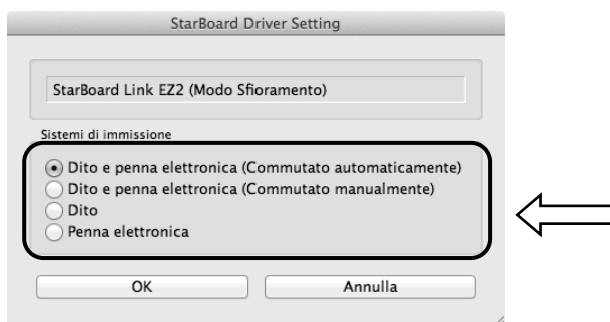 StarBoard Driver Setting
StarBoard Link EZ2 (Modo Sfioramento)
Sistemi di immissione
Dito e penna elettronica (Commutato automaticamente)
Dito e penna elettronica (Commutato manualmente)
Dito
Penna elettronica
OK Annulla